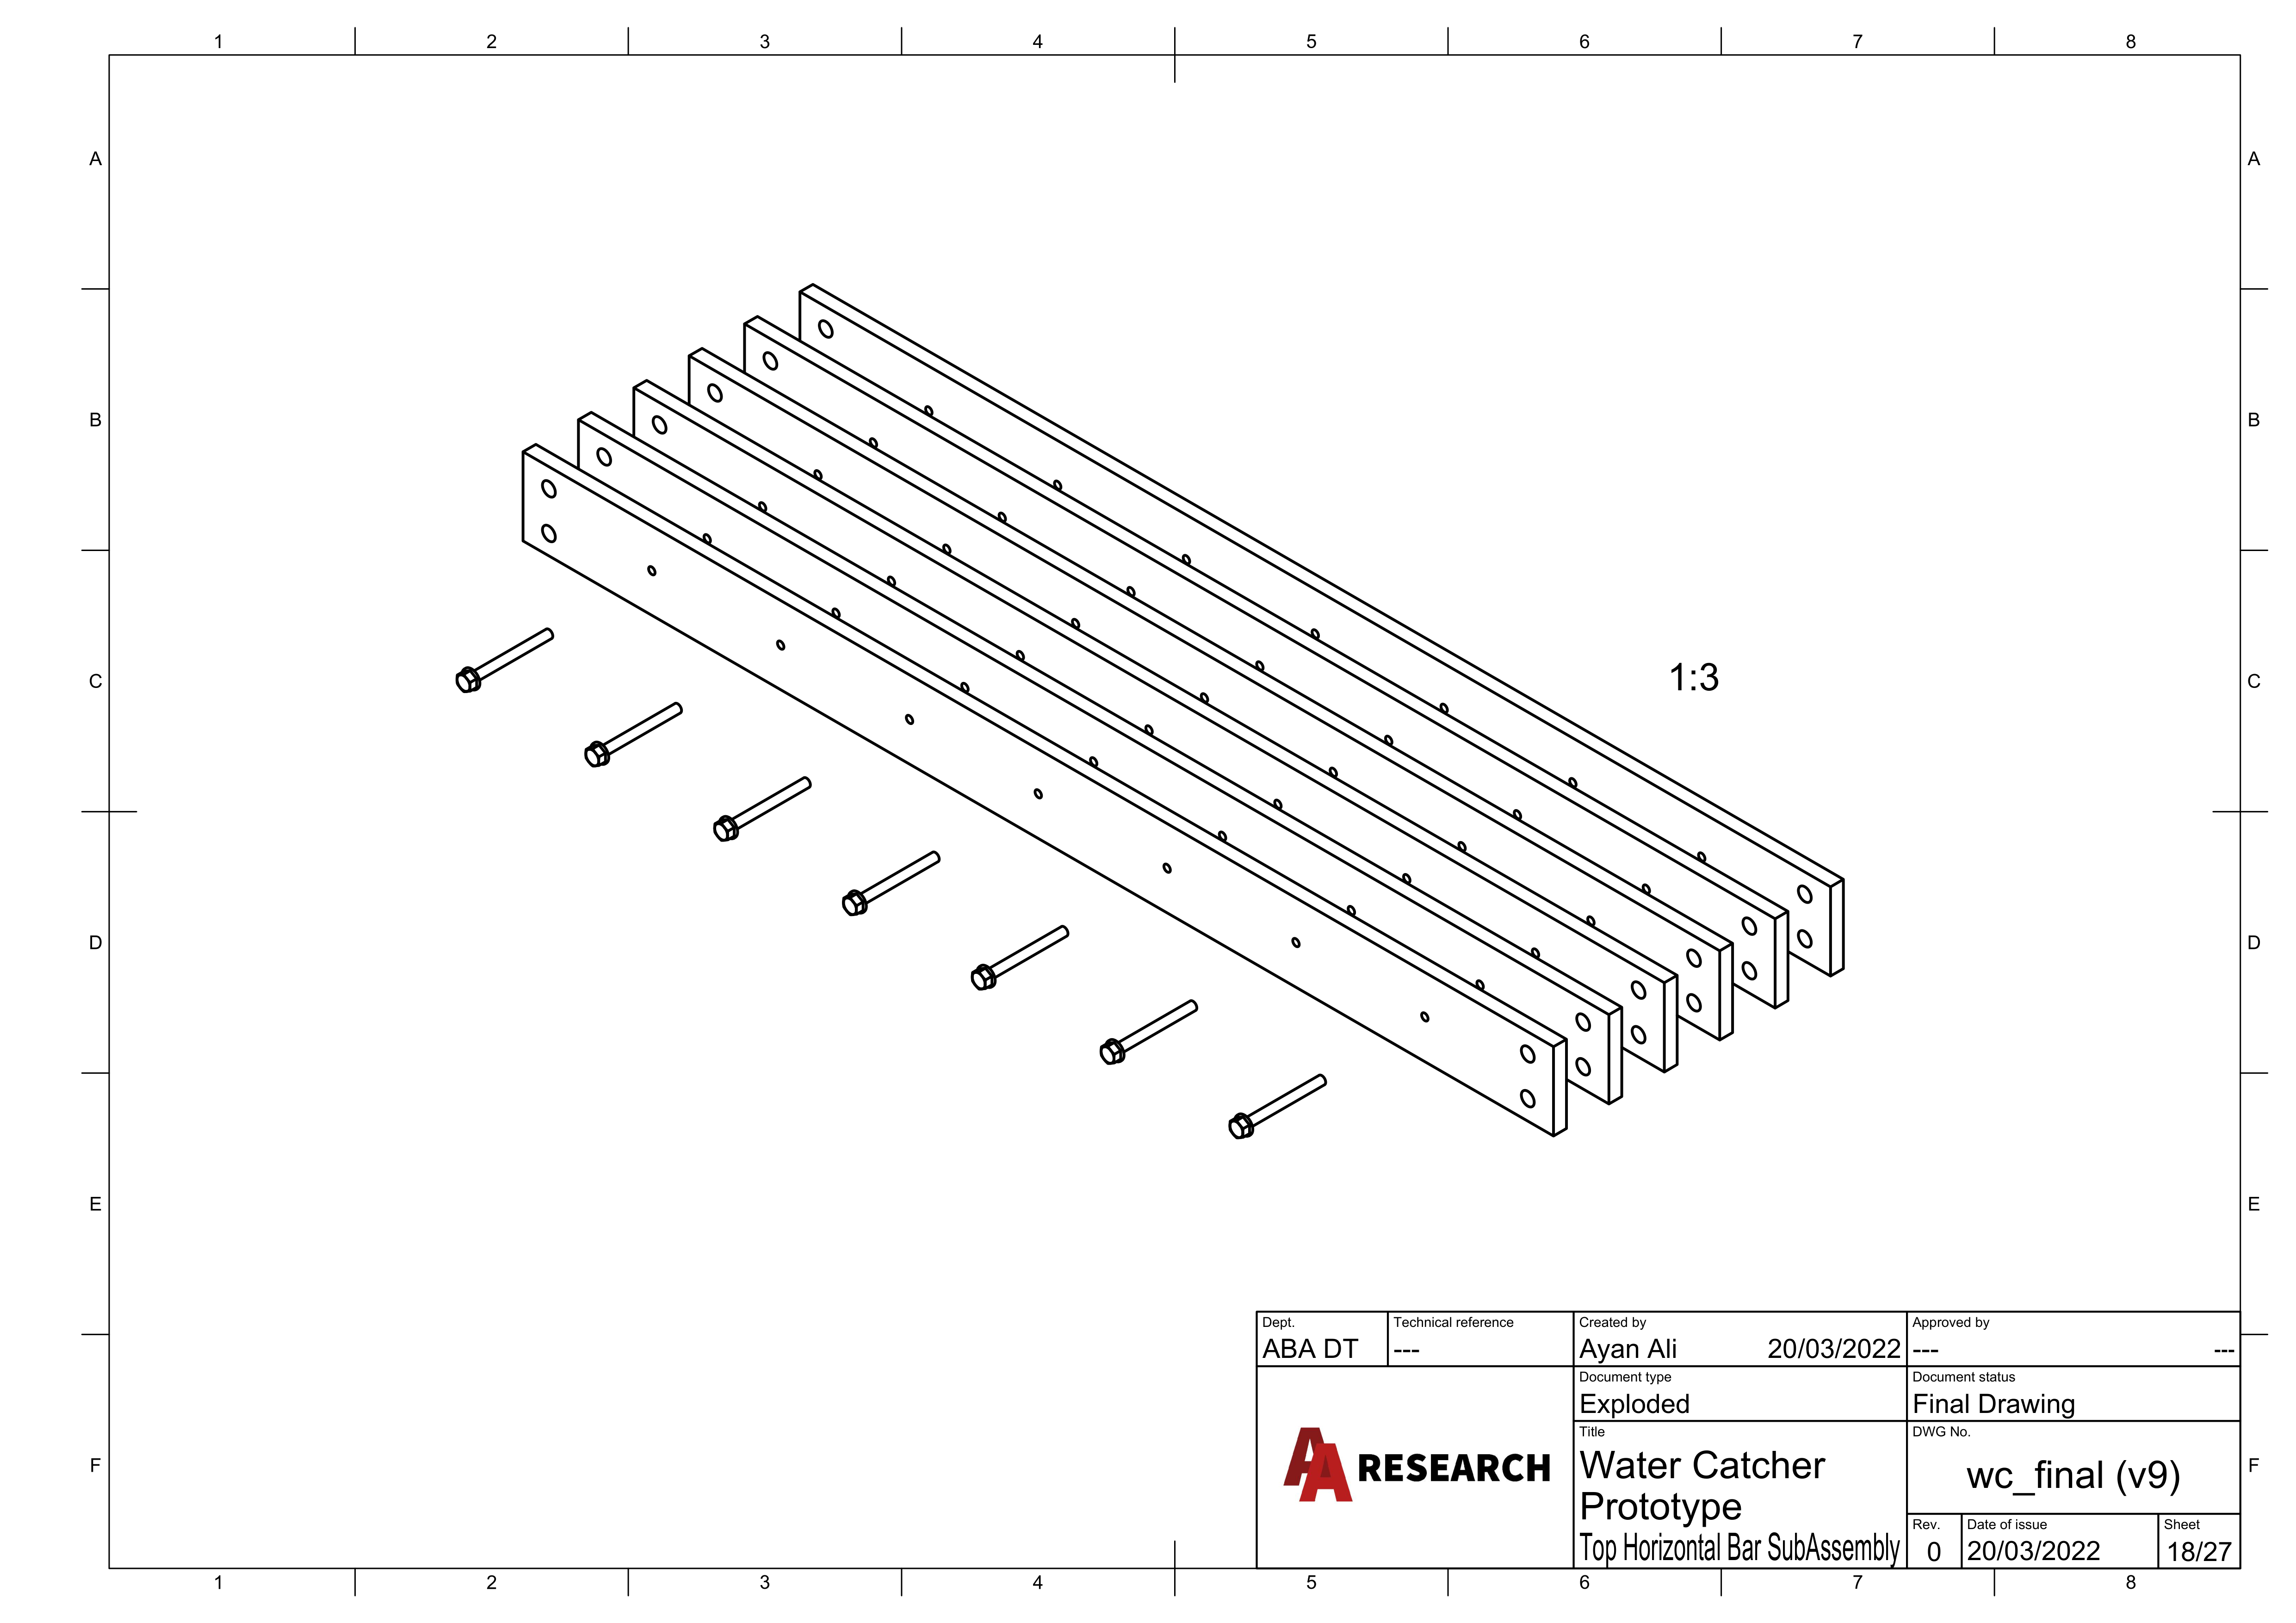 1 2 3 4 5 6 7 8
A A
B B
1:3
C C
D D
E E
Dept. Technical reference Created by Approved by
ABA DT --- Ayan Ali 20/03/2022 --- ---
Document type Document status
Exploded Final Drawing
Title DWG No.
AA RESEARCH
Water Catcher
Prototype
Top Horizontal Bar SubAssembly
wc_final (v9)
F F
Rev. Date of issue Sheet
0 20/03/2022 18/27
1 2 3 4 5 6 7 8